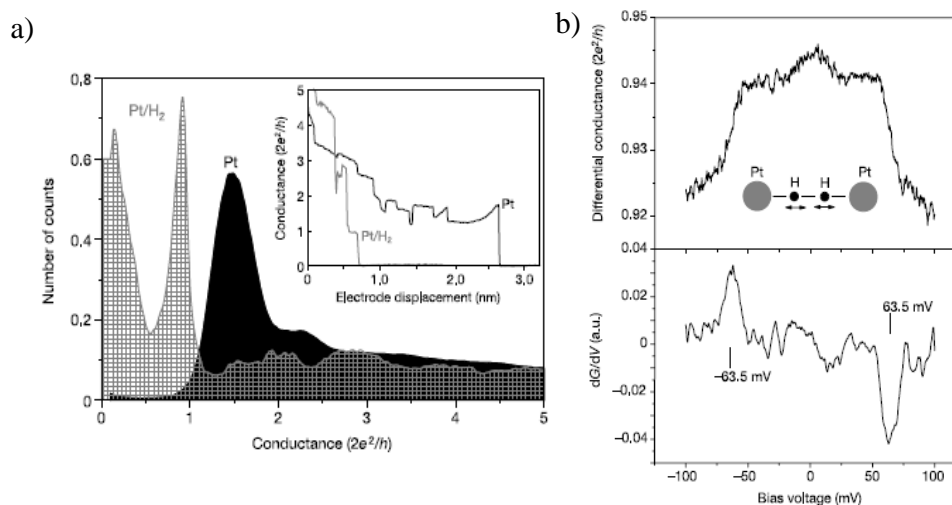 a)
0,8
0.6
0.4
0.2
0
Number of counts
Pt/H₂
Pt
0
1
2
3
4
5
Conductance (2e²/h)
5
4
3
2
1
0
Conductance (2e²/h)
Pt
Pt/H₂
0
1,0
2,0
3,0
Electrode displacement (nm)
b)
0.95
0.94
0.93
0.92
Differential conductance (2e²/h)
Pt
H
H
Pt
0.04
0.02
0
−0.02
−0.04
dG/dV (a.u.)
63.5 mV
−63.5 mV
−100
−50
0
50
100
Bias voltage (mV)